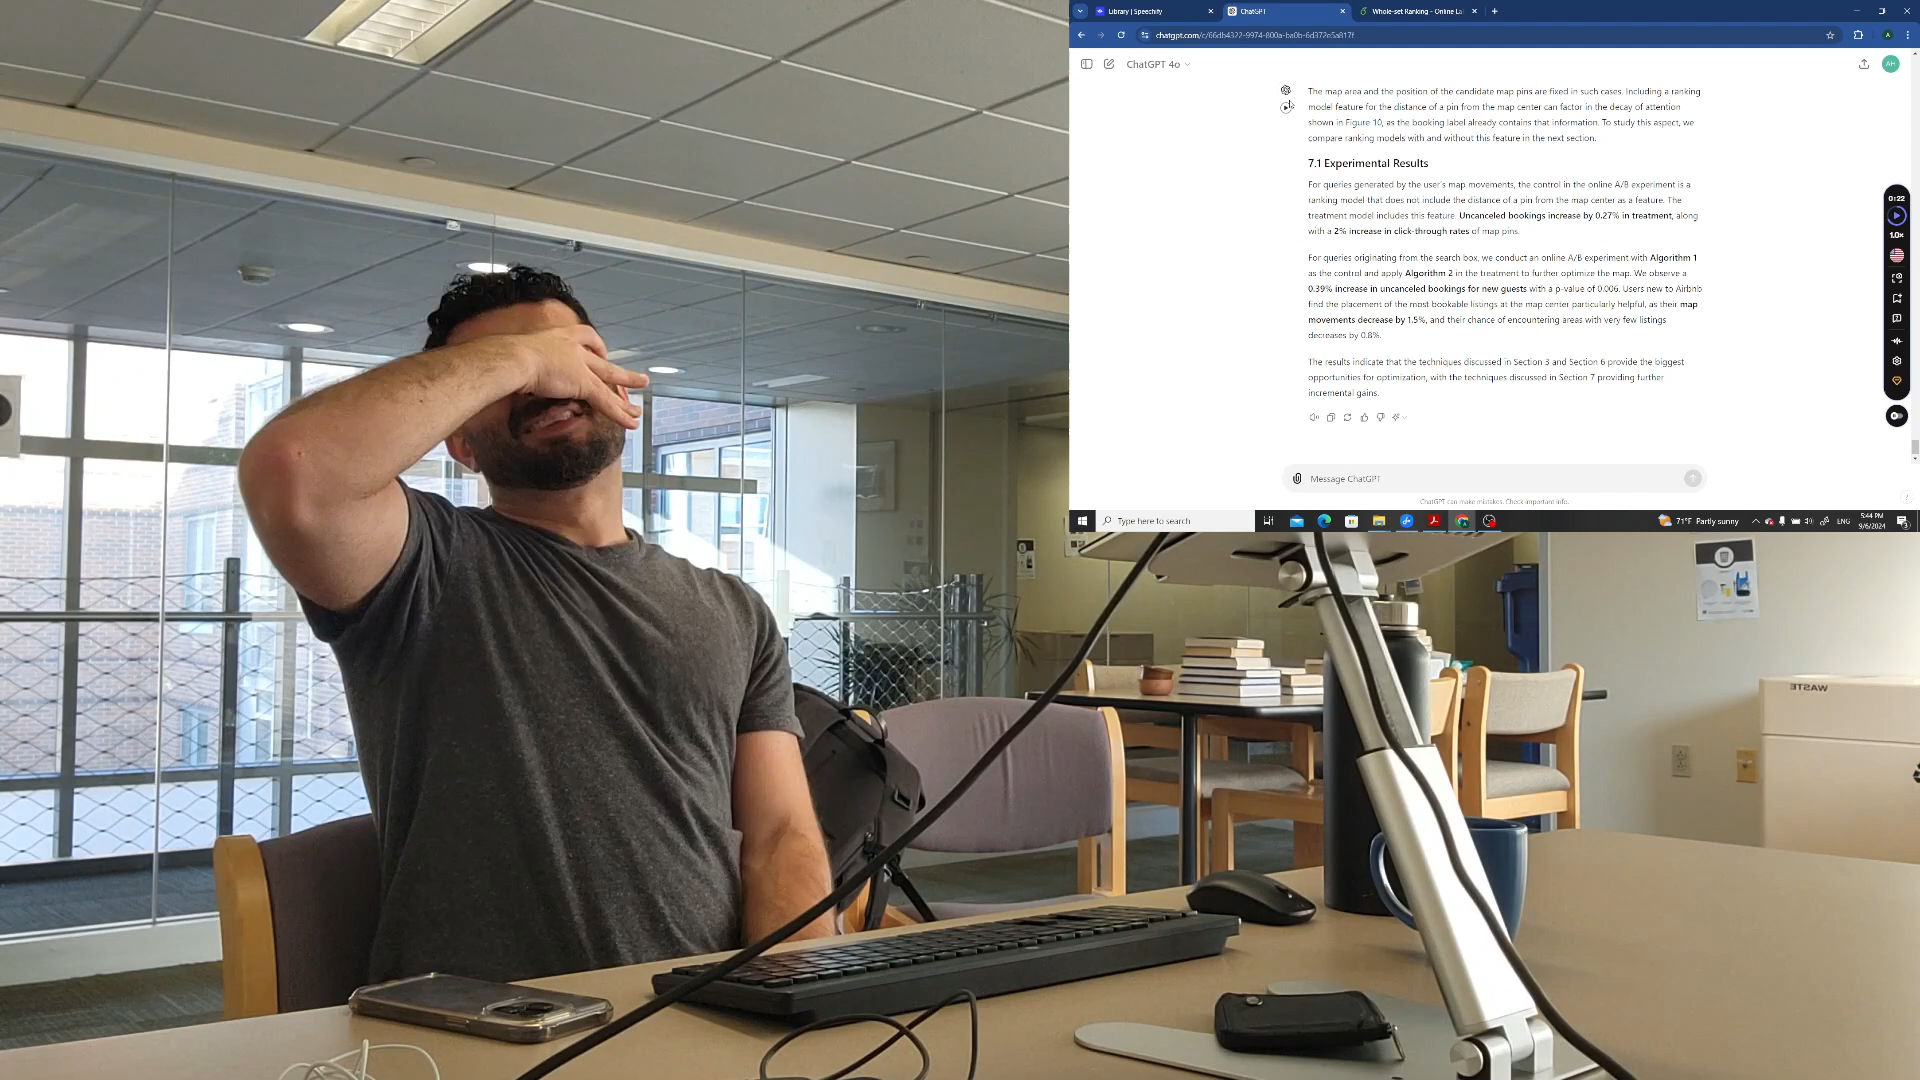 Library | Speechify
ChatGPT
Whole-set Ranking - Online La
chatgpt.com/c/66db4322-9974-800a-ba0b-6d372e5a817f
ChatGPT 4o
AH
The map area and the position of the candidate map pins are fixed in such cases. Including a ranking
model feature for the distance of a pin from the map center can factor in the decay of attention
shown in Figure 10, as the booking label already contains that information. To study this aspect, we
compare ranking models with and without this feature in the next section.
7.1 Experimental Results
For queries generated by the user's map movements, the control in the online A/B experiment is a
ranking model that does not include the distance of a pin from the map center as a feature. The
treatment model includes this feature. Uncanceled bookings increase by 0.27% in treatment, along
with a 2% increase in click-through rates of map pins.
For queries originating from the search box, we conduct an online A/B experiment with Algorithm 1
as the control and apply Algorithm 2 in the treatment to further optimize the map. We observe a
0.39% increase in uncanceled bookings for new guests with a p-value of 0.006. Users new to Airbnb
find the placement of the most bookable listings at the map center particularly helpful, as their map
movements decrease by 1.5%, and their chance of encountering areas with very few listings
decreases by 0.8%.
The results indicate that the techniques discussed in Section 3 and Section 6 provide the biggest
opportunities for optimization, with the techniques discussed in Section 7 providing further
incremental gains.
0:22
1.0×
Message ChatGPT
ChatGPT can make mistakes. Check important info.
?
Type here to search
71°F Partly sunny
ENG
5:44 PM
9/6/2024
WASTE